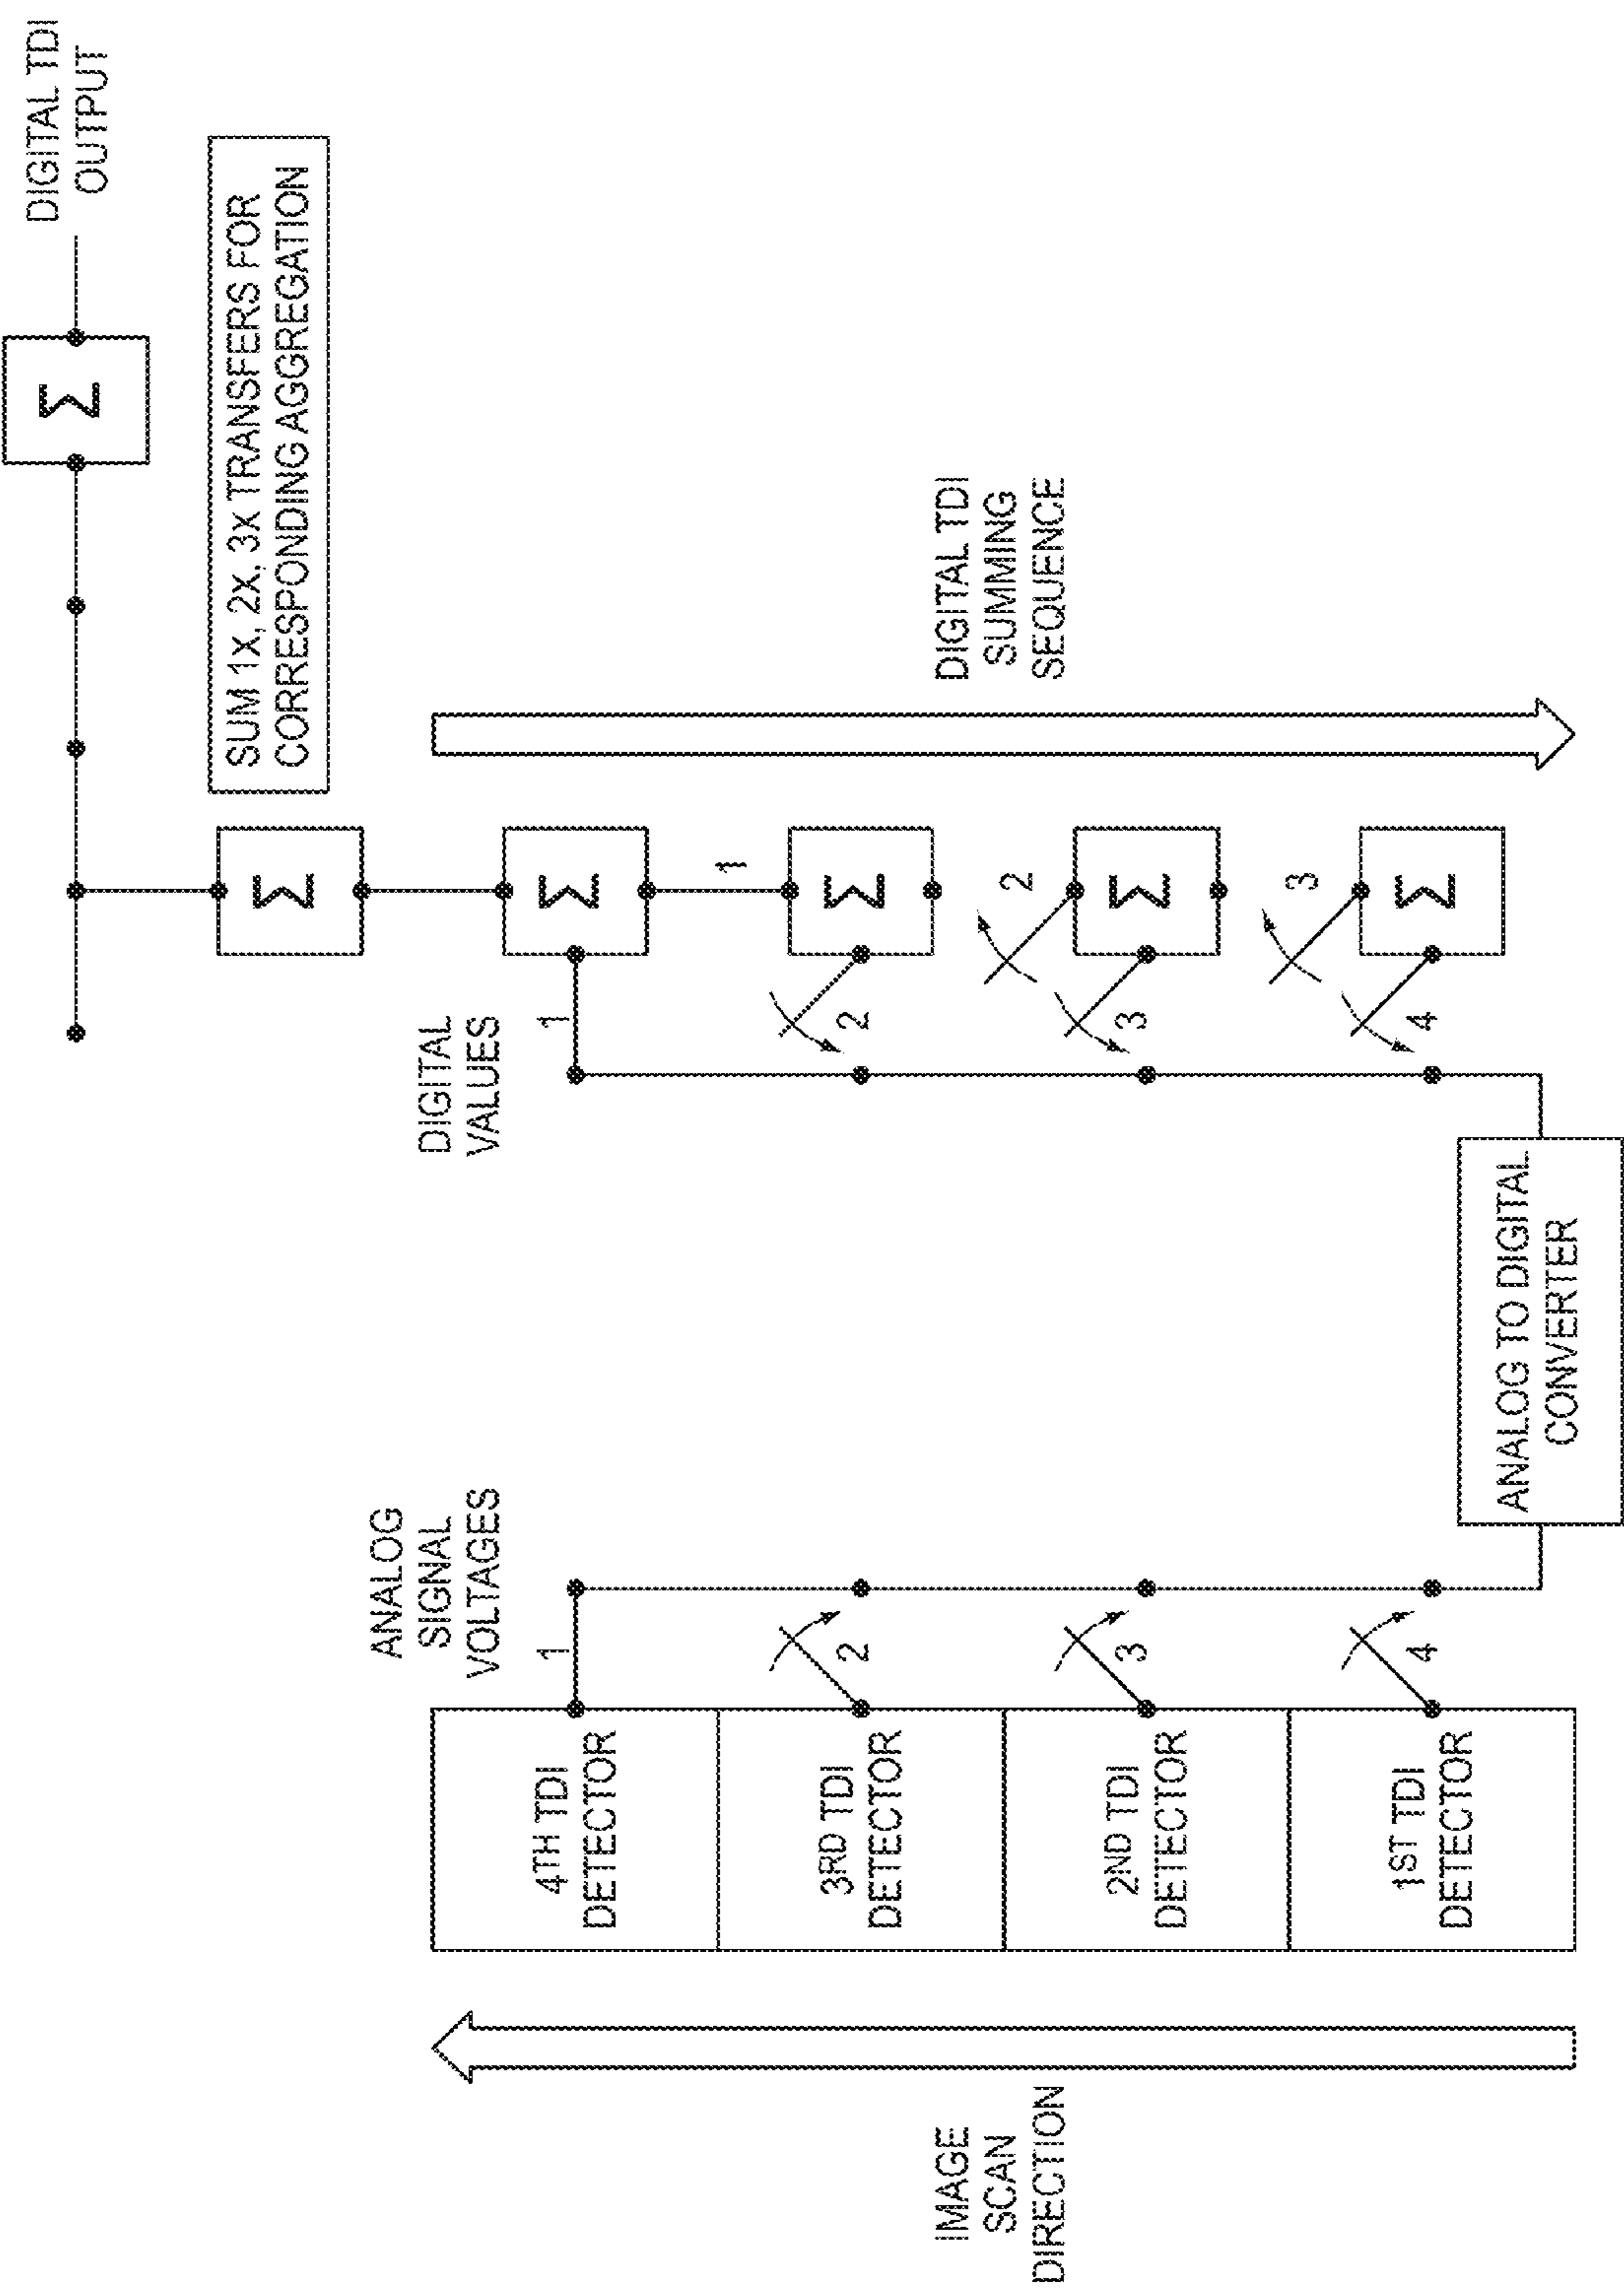 DIGITAL TDI
OUTPUT
Σ
SUM 1X, 2X, 3X TRANSFERS FOR
CORRESPONDING AGGREGATION
Σ
ANALOG
SIGNAL
VOLTAGES
DIGITAL
VALUES
4TH TDI
DETECTOR
1
1
Σ
1
3RD TDI
DETECTOR
2
2
Σ
IMAGE
SCAN
DIRECTION
DIGITAL TDI
SUMMING
SEQUENCE
2
2ND TDI
DETECTOR
3
3
Σ
3
1ST TDI
DETECTOR
4
4
Σ
ANALOG TO DIGITAL
CONVERTER